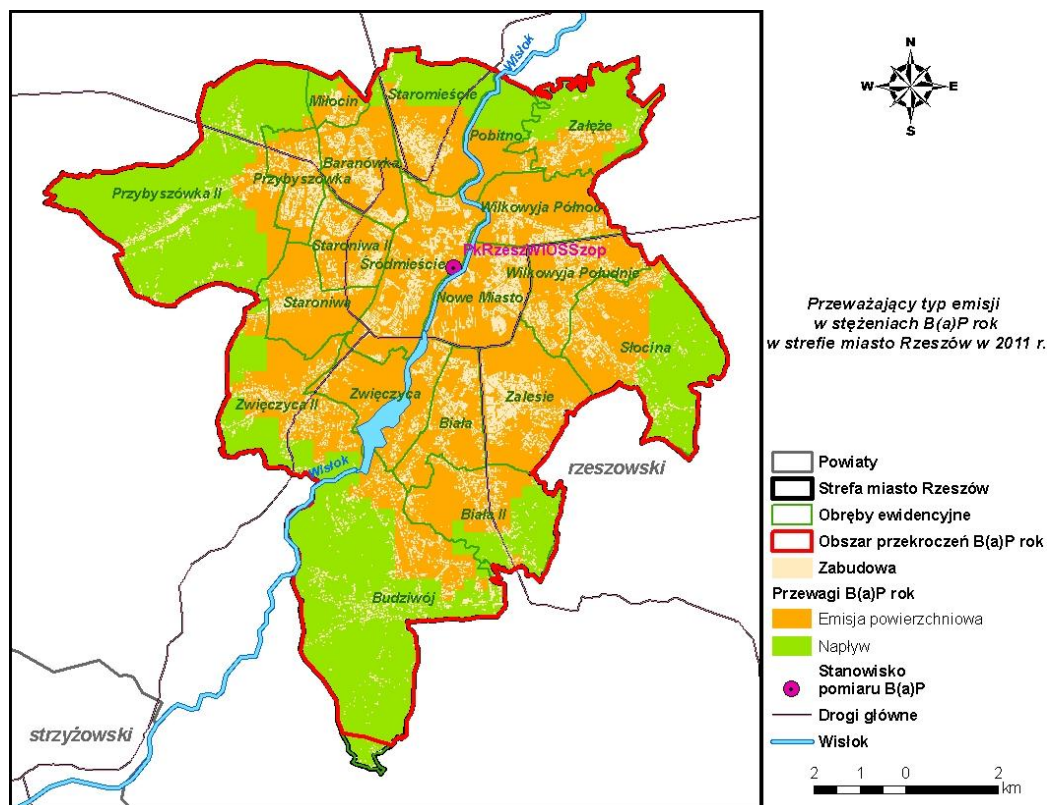 Wisłok
Miłocin
Staromieście
Pobitno
Załęże
Baranówka
Przybyszówka
Przybyszówka II
Wilkowyja Północ
Staroniwa II
PkRzeszWIOSSzop
Śródmieście
Wilkowyja Południe
Staroniwa
Nowe Miasto
Słocina
Zwięczyca
Zalesie
Zwięczyca II
Biała
Wisłok
rzeszowski
Biała II
Budziwój
strzyżowski
N
W E
S
Przeważający typ emisji
w stężeniach B(a)P rok
w strefie miasto Rzeszów w 2011 r.
Powiaty
Strefa miasto Rzeszów
Obręby ewidencyjne
Obszar przekroczeń B(a)P rok
Zabudowa
Przewagi B(a)P rok
Emisja powierzchniowa
Napływ
Stanowisko
pomiaru B(a)P
Drogi główne
Wisłok
2 1 0 2
km